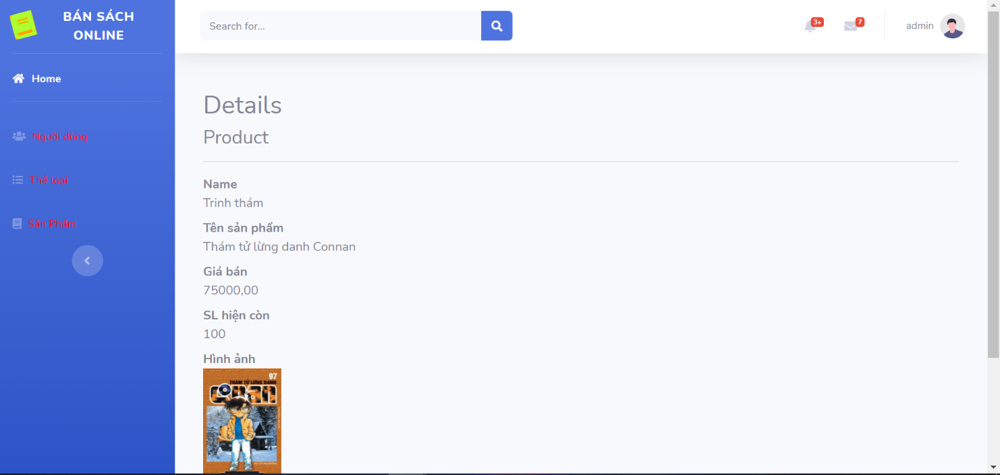 BÁN SÁCH
ONLINE
Search for...
3+
7
admin
Home
Người dùng
Thể loại
Sản Phẩm
Details
Product
Name
Trinh thám
Tên sản phẩm
Thám tử lừng danh Connan
Giá bán
75000,00
SL hiện còn
100
Hình ảnh
97
THÁM TỬ LỪNG DANH
CONAN